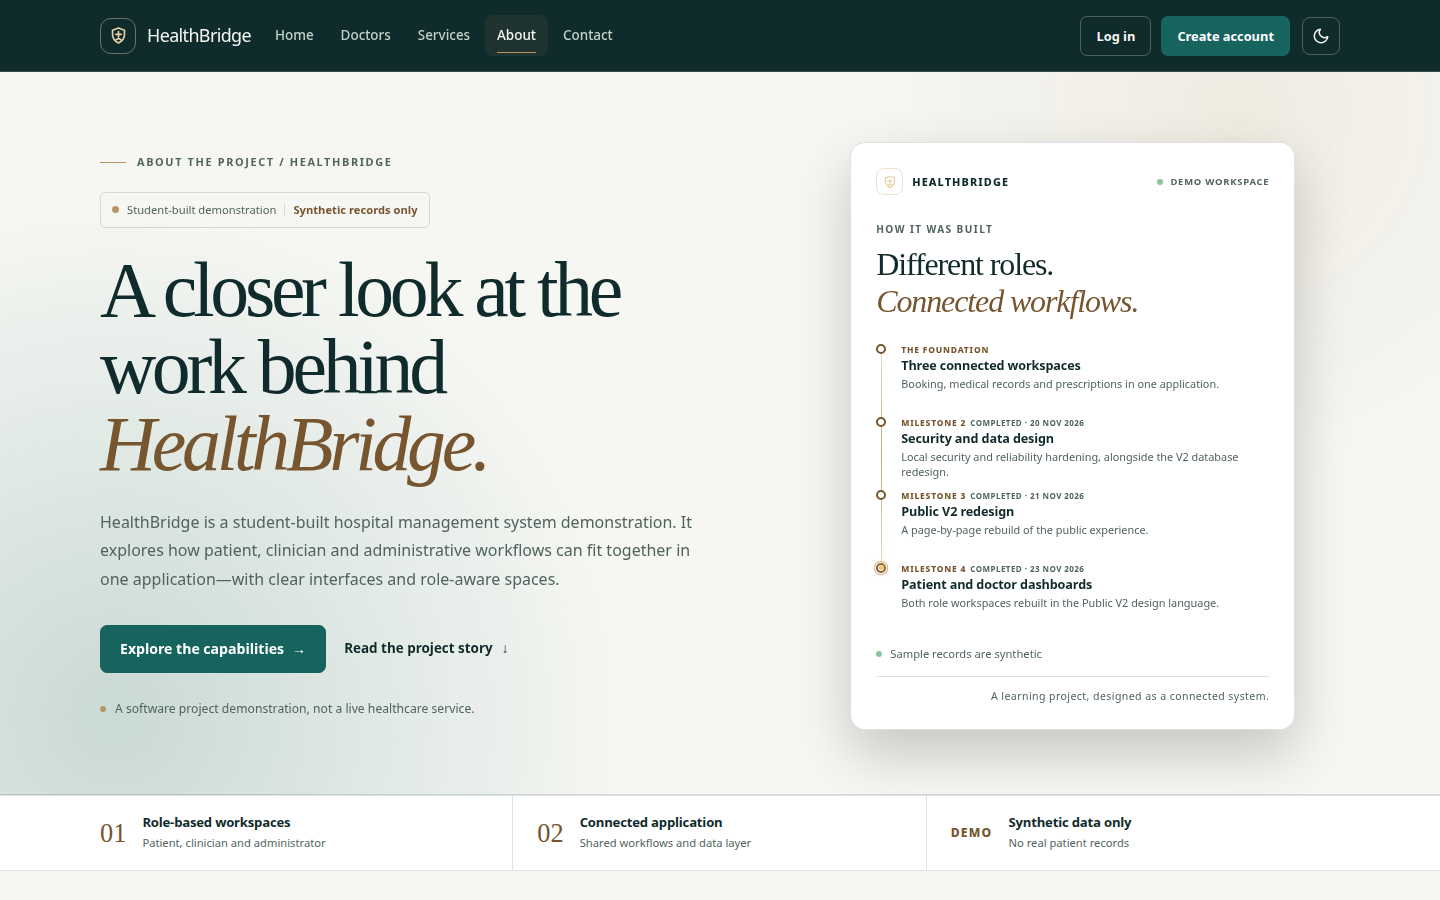 HealthBridge
Home
Doctors
Services
About
Contact
Log in
Create account
ABOUT THE PROJECT / HEALTHBRIDGE
Student-built demonstration
Synthetic records only
A closer look at the
work behind
HealthBridge.
HealthBridge is a student-built hospital management system demonstration. It
explores how patient, clinician and administrative workflows can fit together in
one application—with clear interfaces and role-aware spaces.
Explore the capabilities →
Read the project story ↓
A software project demonstration, not a live healthcare service.
HEALTHBRIDGE
DEMO WORKSPACE
HOW IT WAS BUILT
Different roles.
Connected workflows.
THE FOUNDATION
Three connected workspaces
Booking, medical records and prescriptions in one application.
MILESTONE 2 COMPLETED · 20 NOV 2026
Security and data design
Local security and reliability hardening, alongside the V2 database
redesign.
MILESTONE 3 COMPLETED · 21 NOV 2026
Public V2 redesign
A page-by-page rebuild of the public experience.
MILESTONE 4 COMPLETED · 23 NOV 2026
Patient and doctor dashboards
Both role workspaces rebuilt in the Public V2 design language.
Sample records are synthetic
A learning project, designed as a connected system.
01
Role-based workspaces
Patient, clinician and administrator
02
Connected application
Shared workflows and data layer
DEMO
Synthetic data only
No real patient records